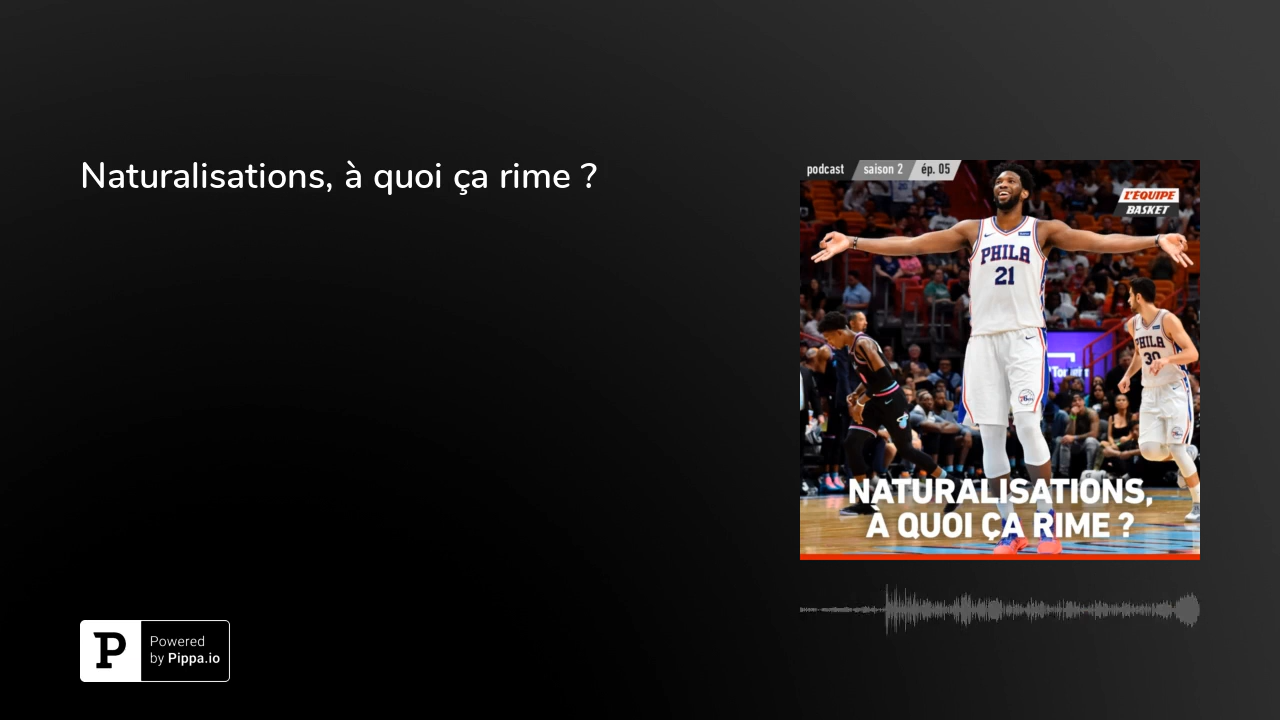 Naturalisations, à quoi ça rime ?
podcast saison 2 ép. 05
L'ÉQUIPE
BASKET
PHILA
21
PHILA
30
NATURALISATIONS,
À QUOI ÇA RIME ?
Powered
by Pippa.io